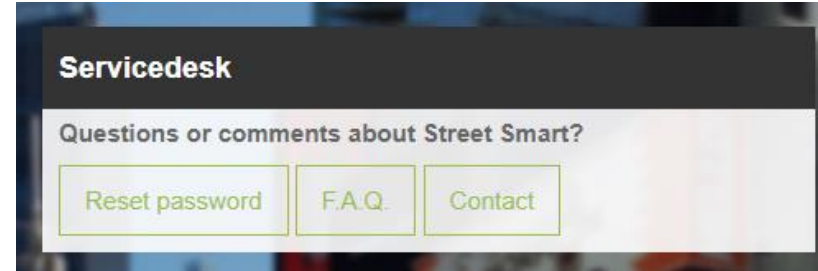 Servicedesk
Questions or comments about Street Smart?
Reset password F.A.Q. Contact